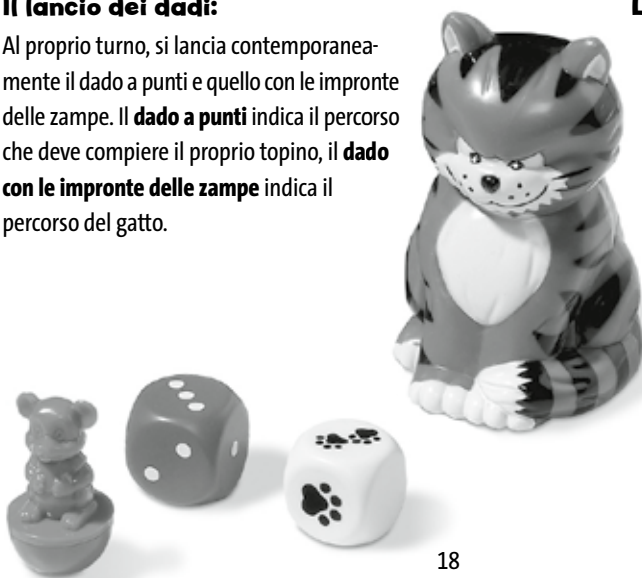 Il lancio dei dadi:
Al proprio turno, si lancia contemporanea-
mente il dado a punti e quello con le impronte
delle zampe. Il dado a punti indica il percorso
che deve compiere il proprio topino, il dado
con le impronte delle zampe indica il
percorso del gatto.
18